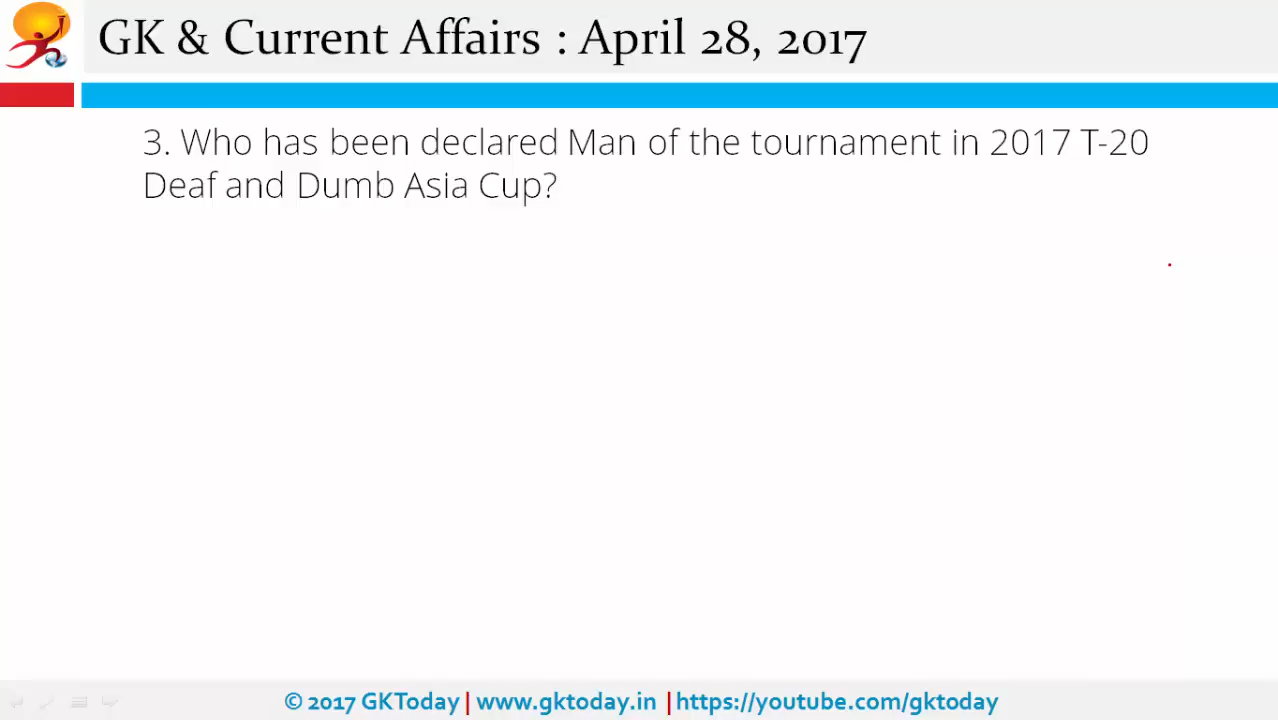 GK & Current Affairs : April 28, 2017
3. Who has been declared Man of the tournament in 2017 T-20
Deaf and Dumb Asia Cup?
© 2017 GKToday | www.gktoday.in | https://youtube.com/gktoday